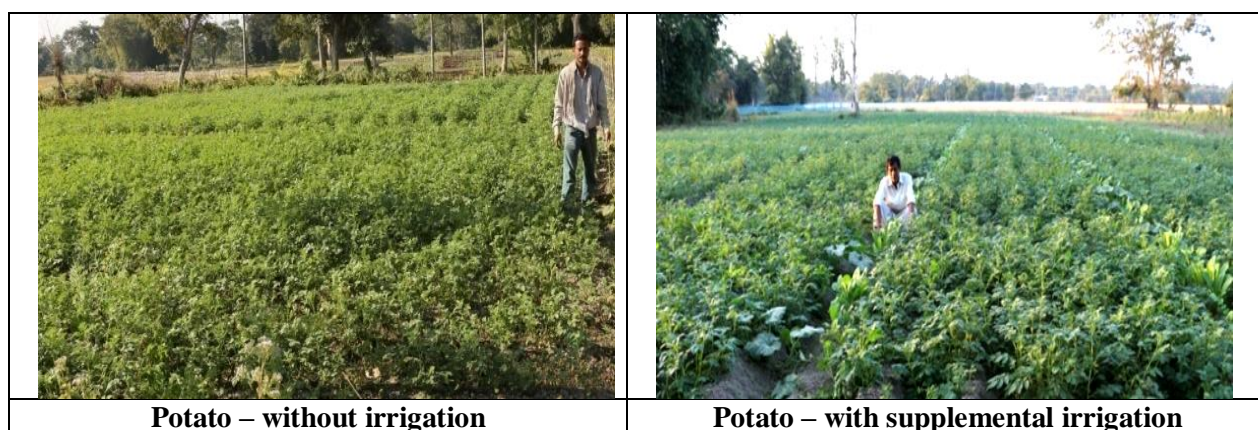 Potato – without irrigation
Potato – with supplemental irrigation